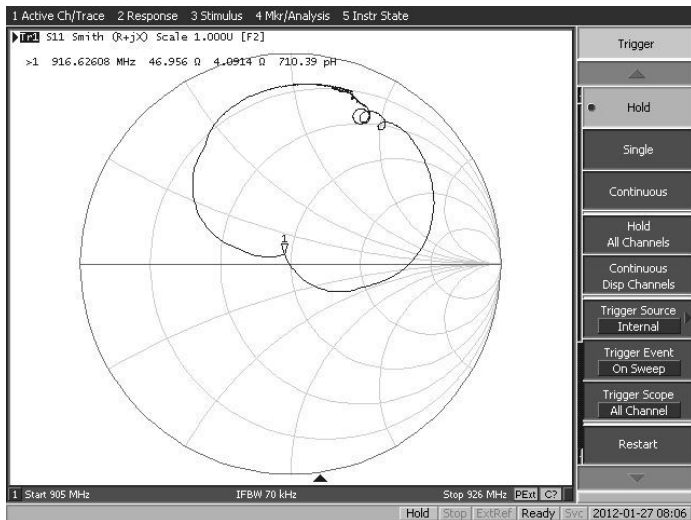 1 Active Ch/Trace 2 Response 3 Stimulus 4 Mkr/Analysis 5 Instr State
Tr1 S11 Smith (R+jX) Scale 1.000U [F2]
>1 916.62608 MHz 46.956 Ω 4.0914 Ω 710.39 pH
1
Trigger
Hold
Single
Continuous
Hold
All Channels
Continuous
Disp Channels
Trigger Source
Internal
Trigger Event
On Sweep
Trigger Scope
All Channel
Restart
1 Start 905 MHz IFBW 70 kHz Stop 926 MHz PExt C?
Hold Stop ExtRef Ready Svc 2012-01-27 08:06